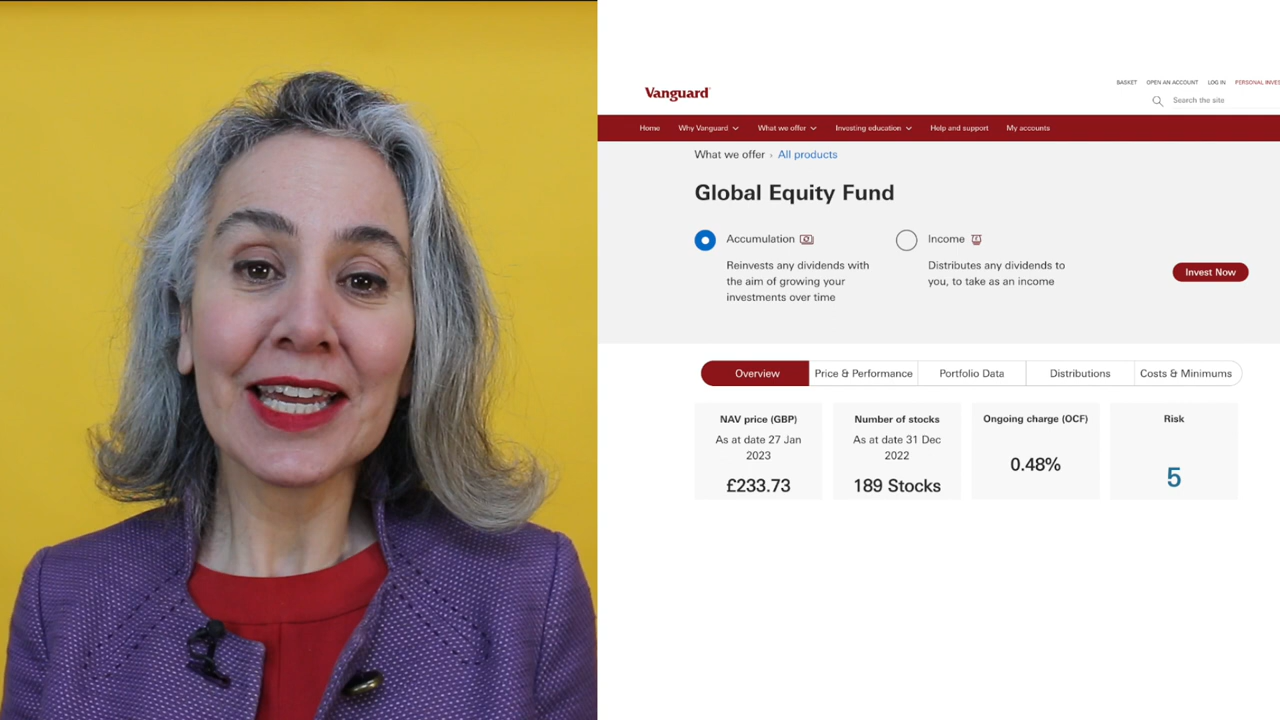 Vanguard
BASKET OPEN AN ACCOUNT LOG IN PERSONAL
Search the site
Home Why Vanguard What we offer Investing education Help and support My accounts
What we offer › All products
Global Equity Fund
Accumulation
Reinvests any dividends with
the aim of growing your
investments over time
Income
Distributes any dividends to
you, to take as an income
Invest Now
Overview Price & Performance Portfolio Data Distributions Costs & Minimums
NAV price (GBP)
As at date 27 Jan
2023
£233.73
Number of stocks
As at date 31 Dec
2022
189 Stocks
Ongoing charge (OCF)
0.48%
Risk
5